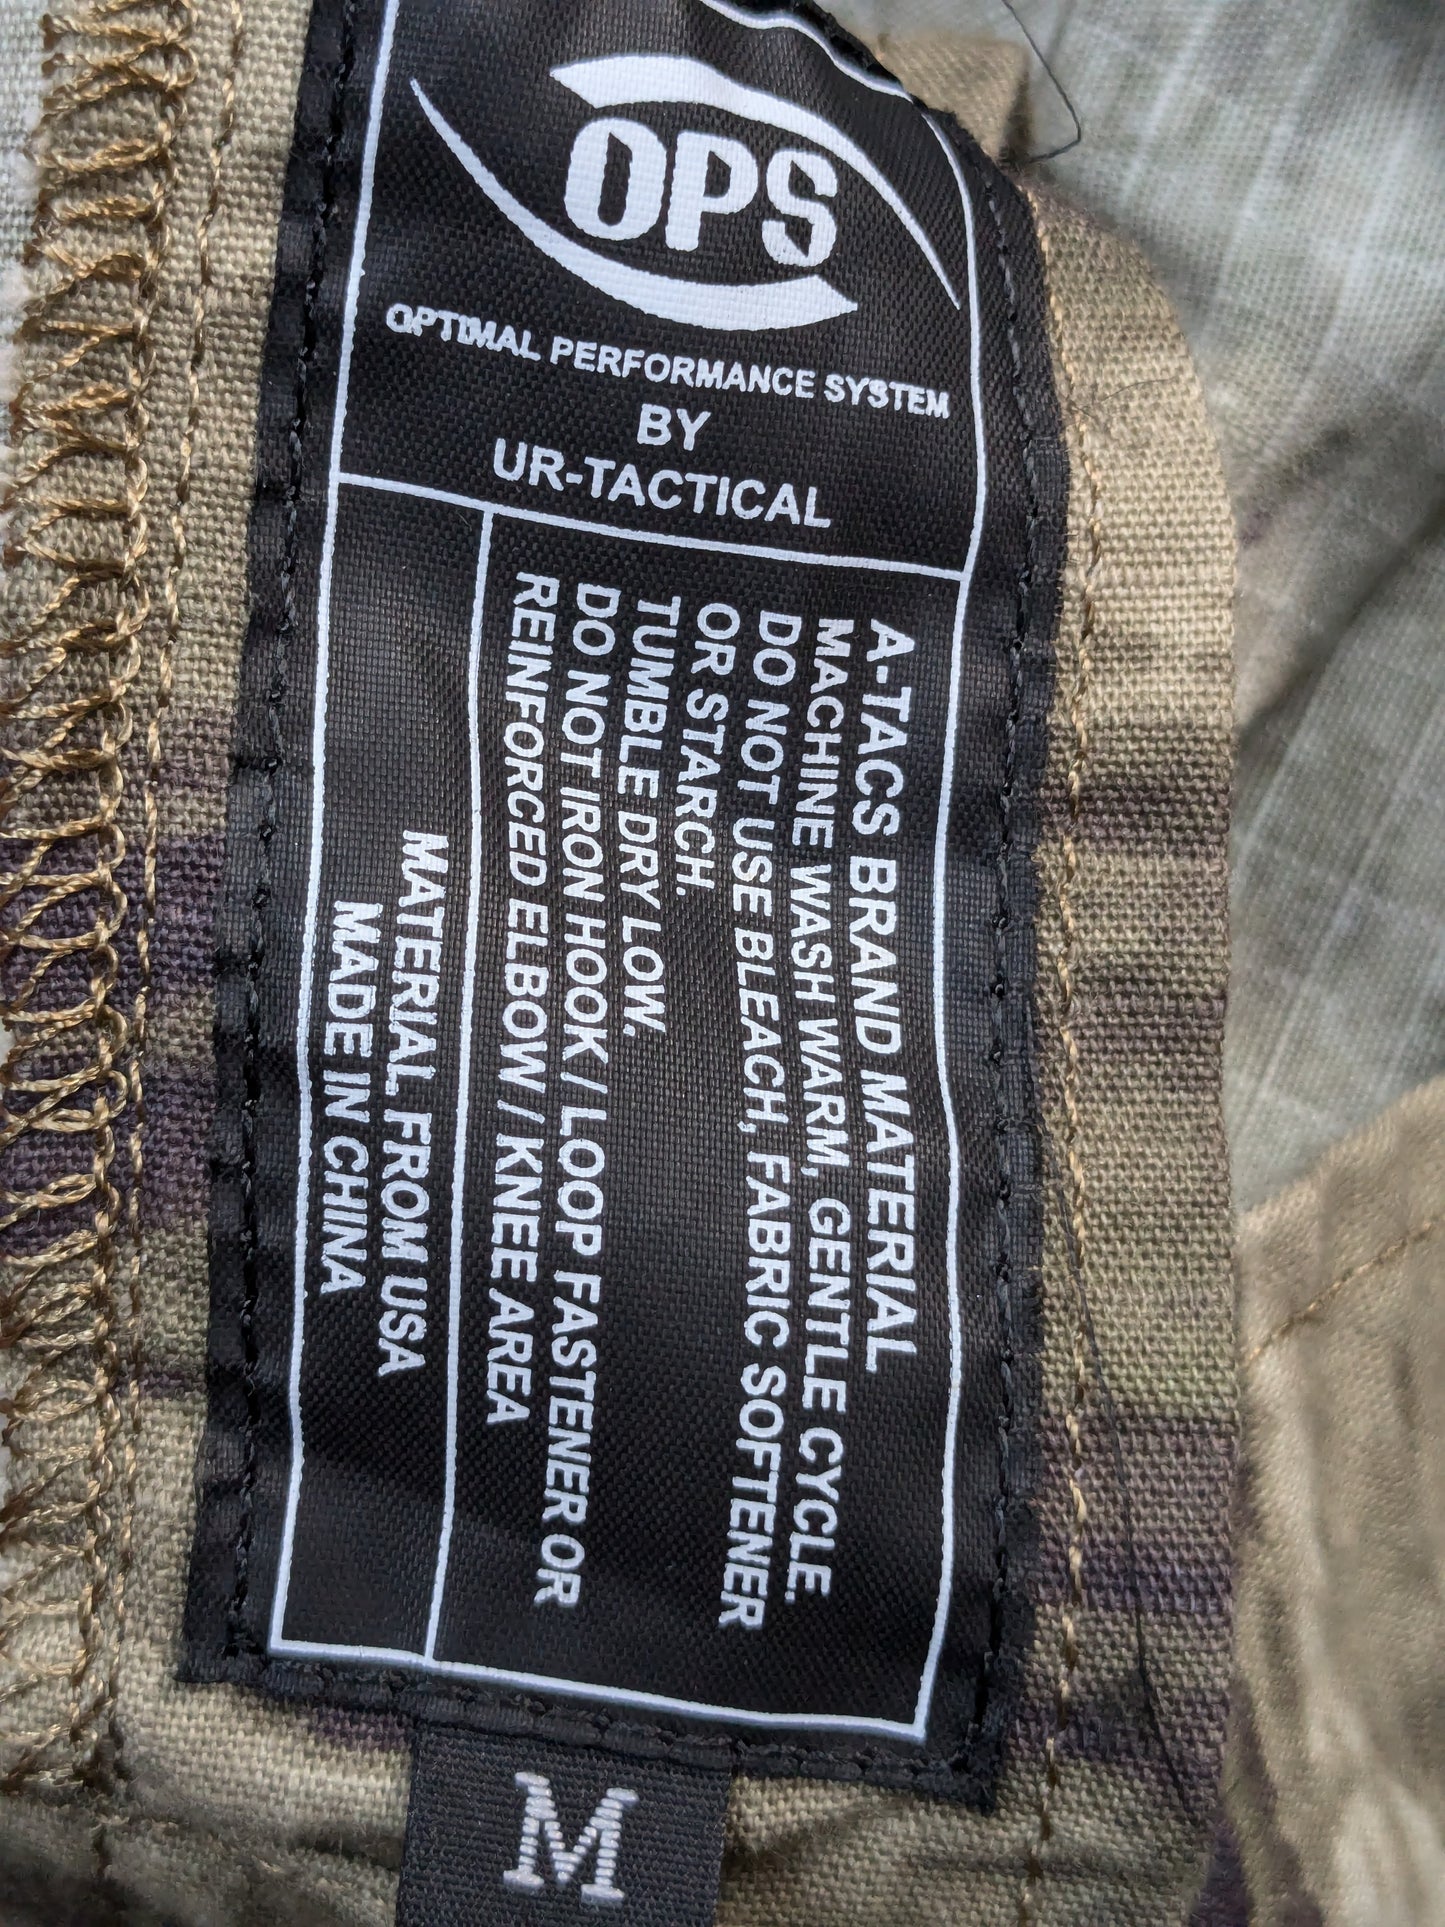 OPS
OPTIMAL PERFORMANCE SYSTEM
BY
UR-TACTICAL
A-TACS BRAND MATERIAL
MACHINE WASH WARM, GENTLE CYCLE.
DO NOT USE BLEACH, FABRIC SOFTENER
OR STARCH.
TUMBLE DRY LOW.
DO NOT IRON HOOK / LOOP FASTENER OR
REINFORCED ELBOW / KNEE AREA
MATERIAL FROM USA
MADE IN CHINA
M